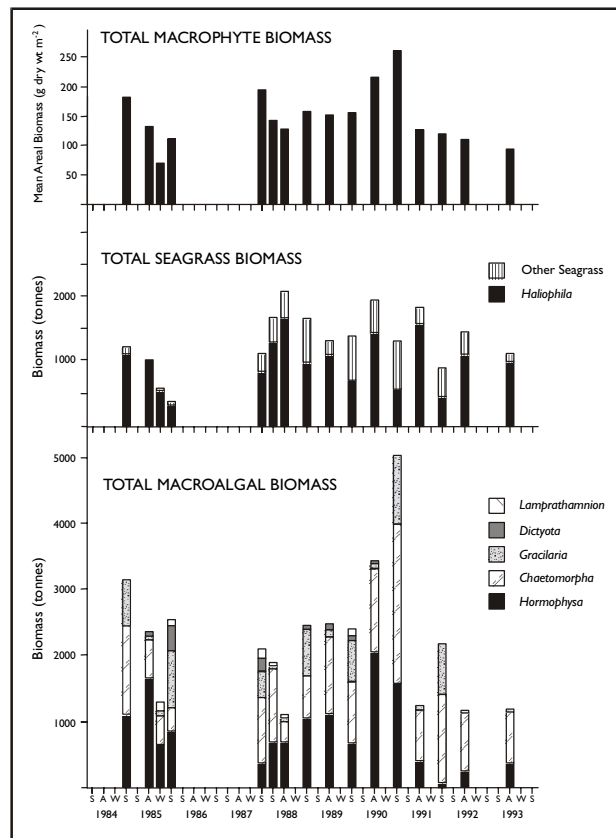 TOTAL MACROPHYTE BIOMASS
Mean Areal Biomass (g dry wt m-2)
250
200
150
100
50
TOTAL SEAGRASS BIOMASS
Biomass (tonnes)
2000
1000
Other Seagrass
Haliophila
TOTAL MACROALGAL BIOMASS
Biomass (tonnes)
5000
4000
3000
2000
1000
Lamprathamnion
Dictyota
Gracilaria
Chaetomorpha
Hormophysa
S A W S S A W S S A W S S A W S S A W S S A W S S A W S S A W S S A W S S A W S
1984 1985 1986 1987 1988 1989 1990 1991 1992 1993